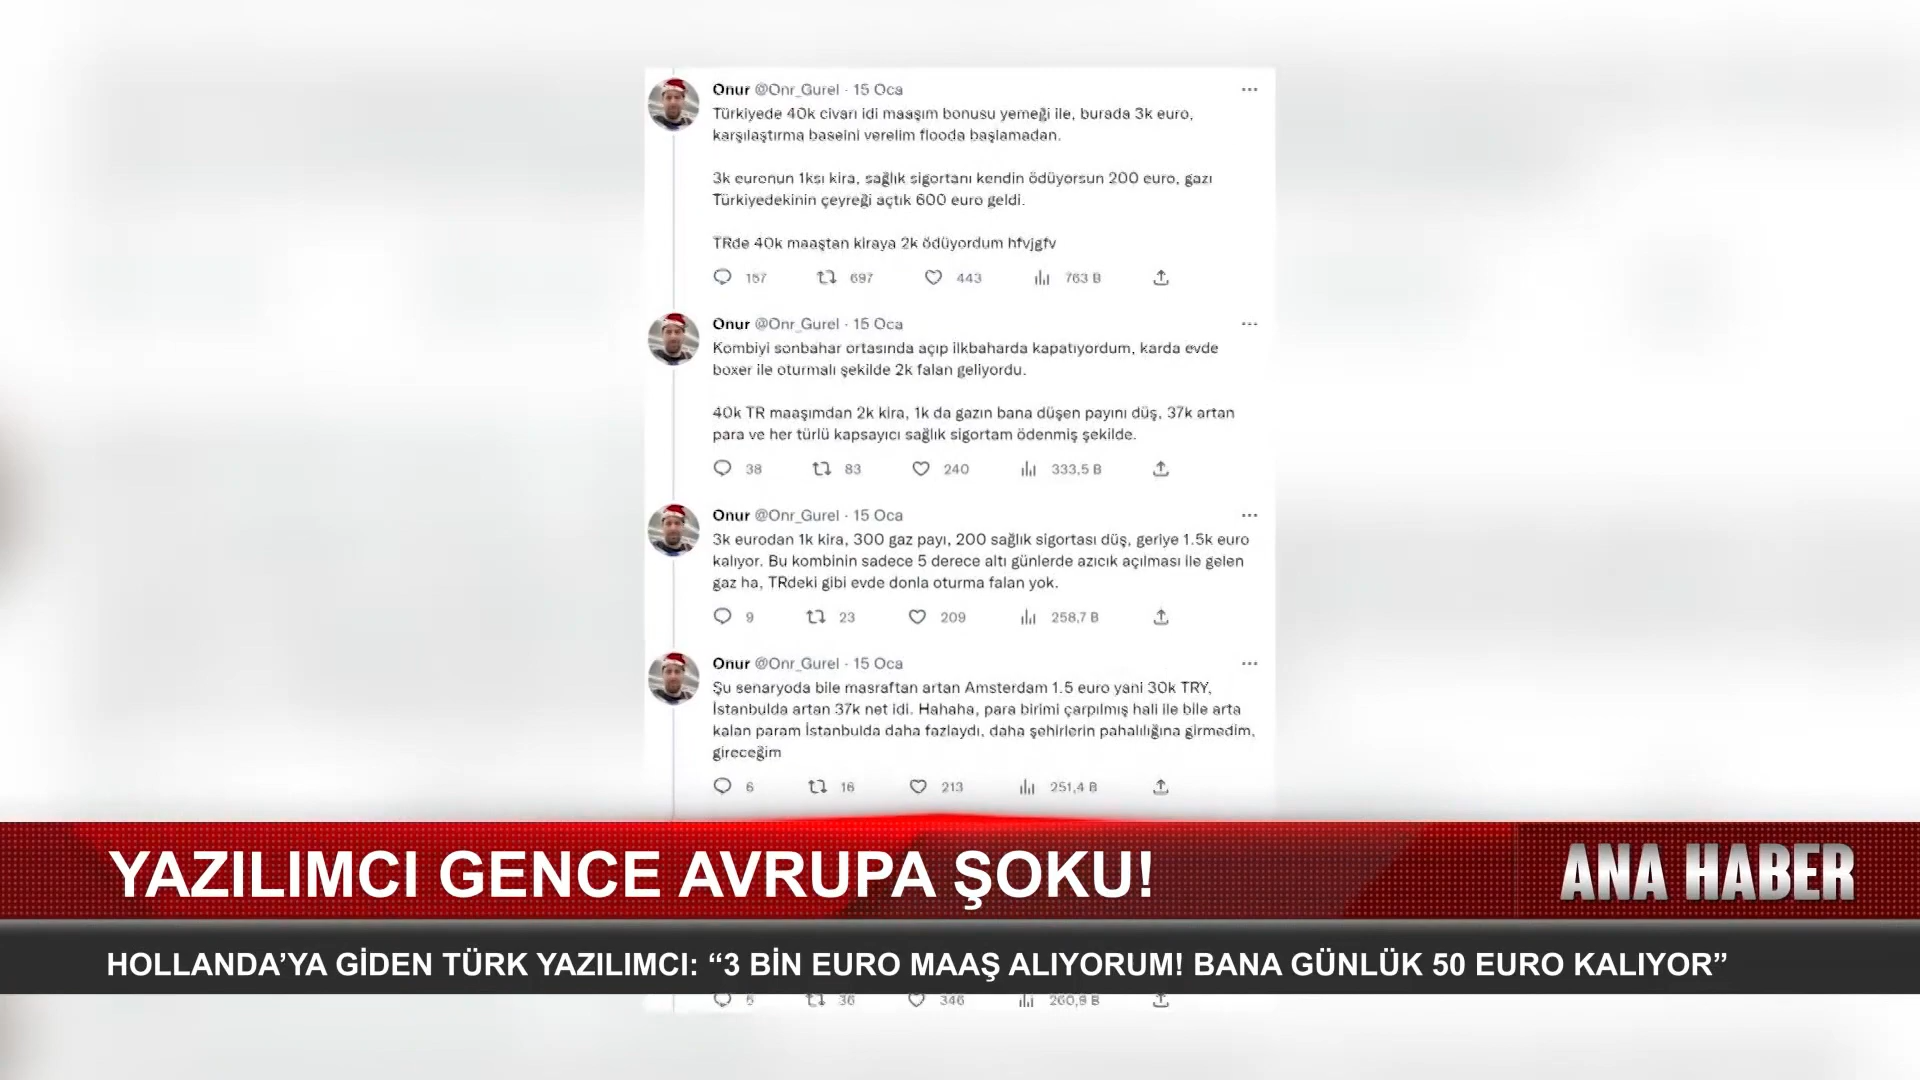 Onur @Onr_Gurel · 15 Oca
Türkiyede 40k civarı idi maaşım bonusu yemeği ile, burada 3k euro,
karşılaştırma baseini verelim flooda başlamadan.
3k euronun 1ksı kira, sağlık sigortanı kendin ödüyorsun 200 euro, gazı
Türkiyedekinin çeyreği açtık 600 euro geldi.
TRde 40k maaştan kiraya 2k ödüyordum hfvjgfv
167 697 443 763 B
Onur @Onr_Gurel · 15 Oca
Kombiyi sonbahar ortasında açıp ilkbaharda kapatıyordum, karda evde
boxer ile oturmalı şekilde 2k falan geliyordu.
40k TR maaşımdan 2k kira, 1k da gazın bana düşen payını düş, 37k artan
para ve her türlü kapsayıcı sağlık sigortam ödenmiş şekilde.
38 83 240 333,5 B
Onur @Onr_Gurel · 15 Oca
3k eurodan 1k kira, 300 gaz payı, 200 sağlık sigortası düş, geriye 1.5k euro
kalıyor. Bu kombinin sadece 5 derece altı günlerde azıcık açılması ile gelen
gaz ha, TRdeki gibi evde donla oturma falan yok.
9 23 209 258,7 B
Onur @Onr_Gurel · 15 Oca
Şu senaryoda bile masraftan artan Amsterdam 1.5 euro yani 30k TRY,
İstanbulda artan 37k net idi. Hahaha, para birimi çarpılmış hali ile bile arta
kalan param İstanbulda daha fazlaydı, daha şehirlerin pahalılığına girmedim,
gireceğim
6 16 213 251,4 B
YAZILIMCI GENCE AVRUPA ŞOKU!
ANA HABER
HOLLANDA’YA GİDEN TÜRK YAZILIMCI: “3 BİN EURO MAAŞ ALIYORUM! BANA GÜNLÜK 50 EURO KALIYOR”
36 346 260,9 B